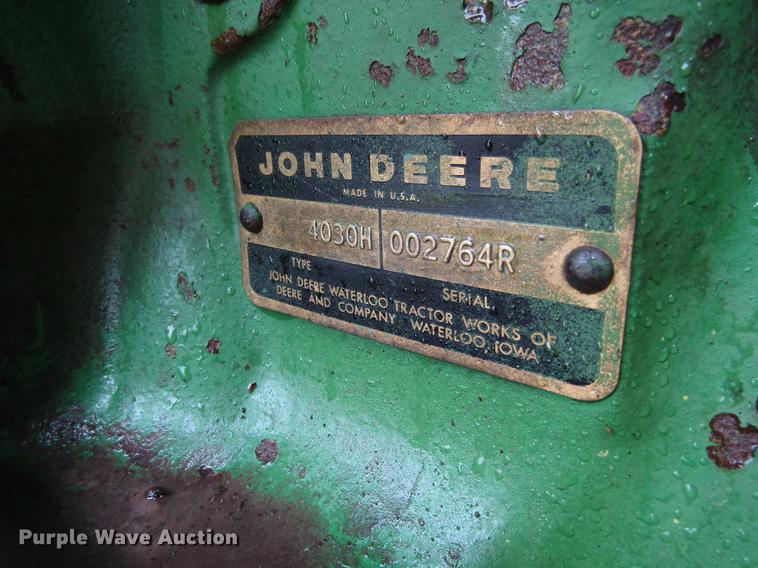 JOHN DEERE
MADE IN U.S.A.
4030H 002764R
TYPE SERIAL
JOHN DEERE WATERLOO TRACTOR WORKS OF
DEERE AND COMPANY WATERLOO, IOWA
Purple Wave Auction